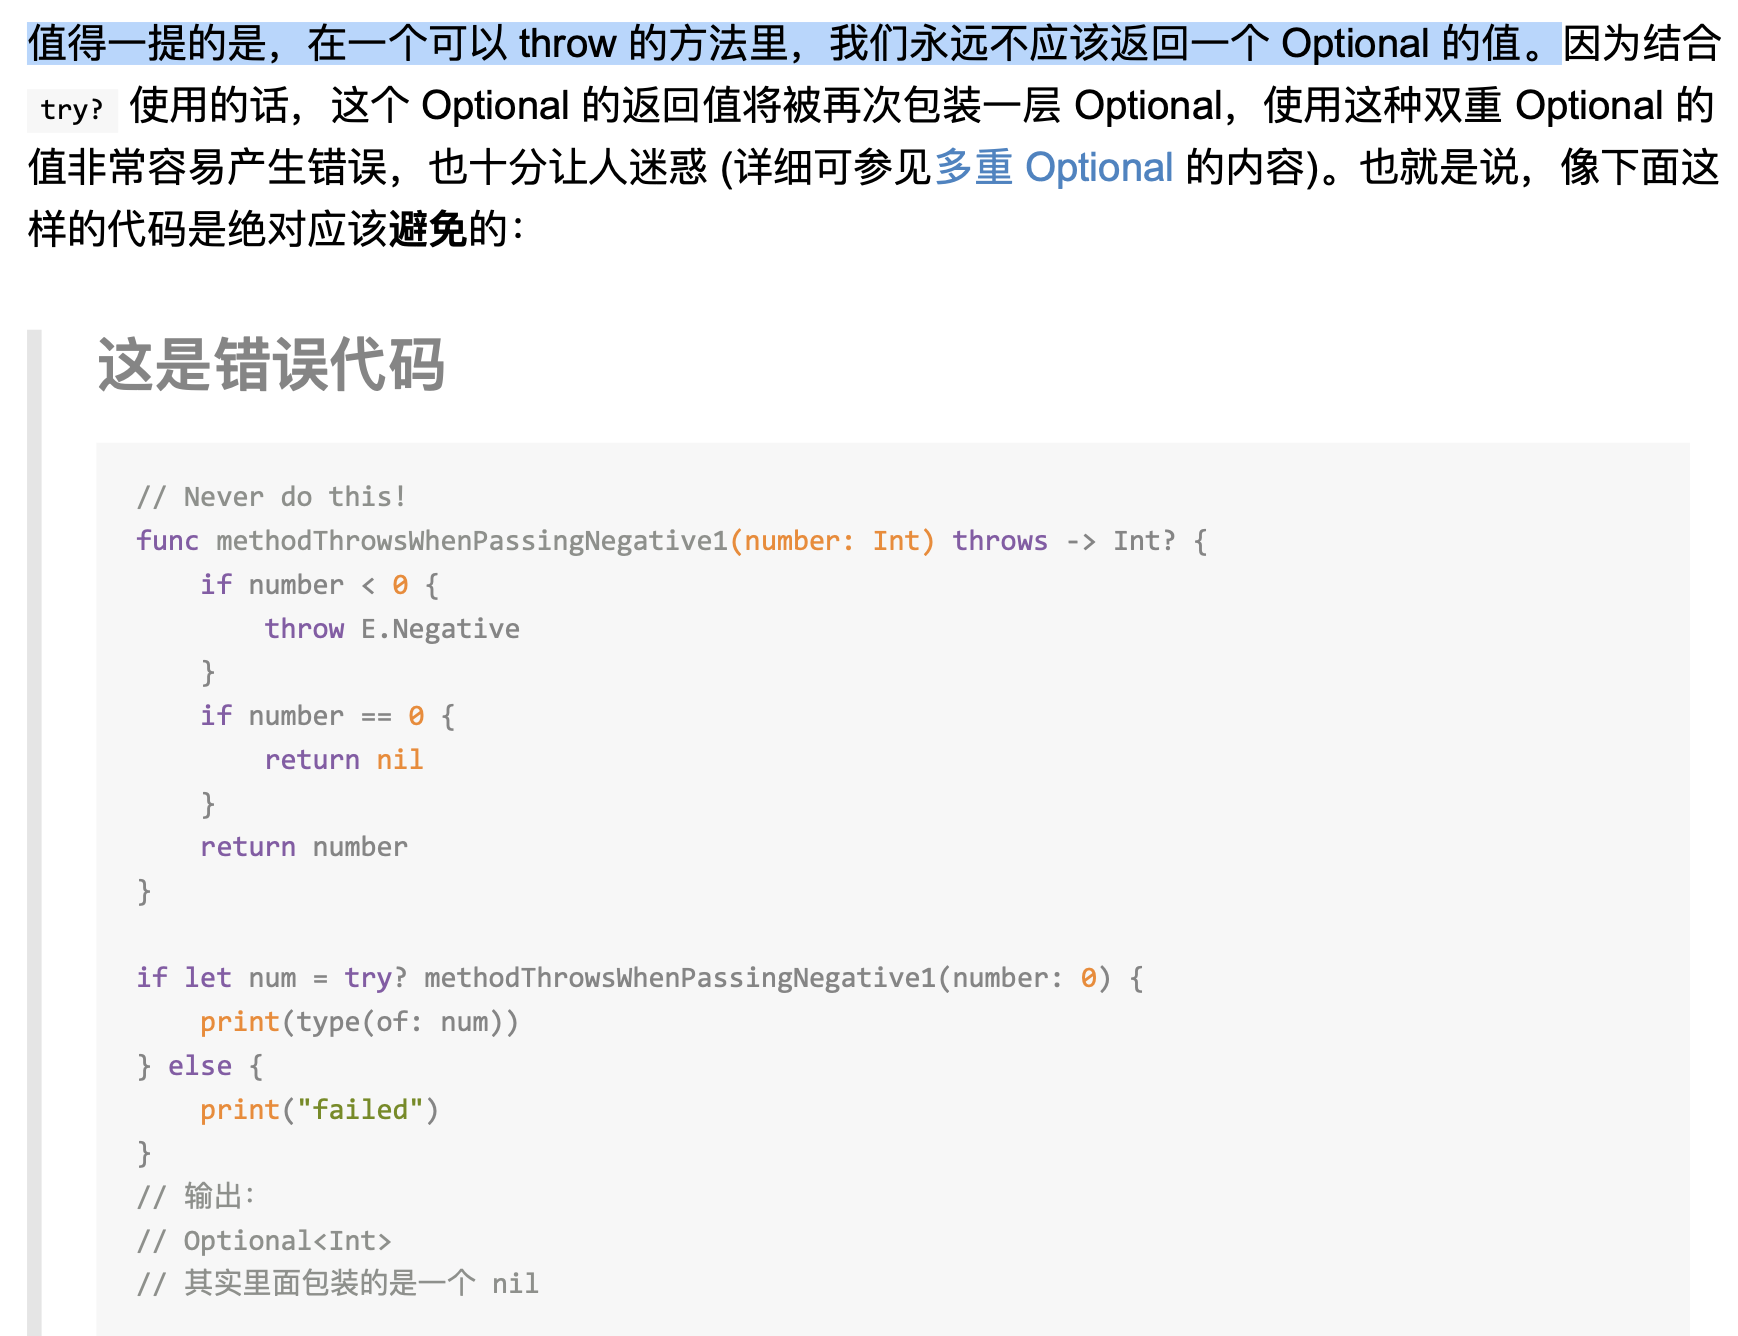 值得一提的是，在一个可以 throw 的方法里，我们永远不应该返回一个 Optional 的值。因为结合
try? 使用的话，这个 Optional 的返回值将被再次包装一层 Optional，使用这种双重 Optional 的
值非常容易产生错误，也十分让人迷惑 (详细可参见多重 Optional 的内容)。也就是说，像下面这
样的代码是绝对应该避免的：
这是错误代码
// Never do this!
func methodThrowsWhenPassingNegative1(number: Int) throws -> Int? {
    if number < 0 {
        throw E.Negative
    }
    if number == 0 {
        return nil
    }
    return number
}
if let num = try? methodThrowsWhenPassingNegative1(number: 0) {
    print(type(of: num))
} else {
    print("failed")
}
// 输出：
// Optional<Int>
// 其实里面包装的是一个 nil